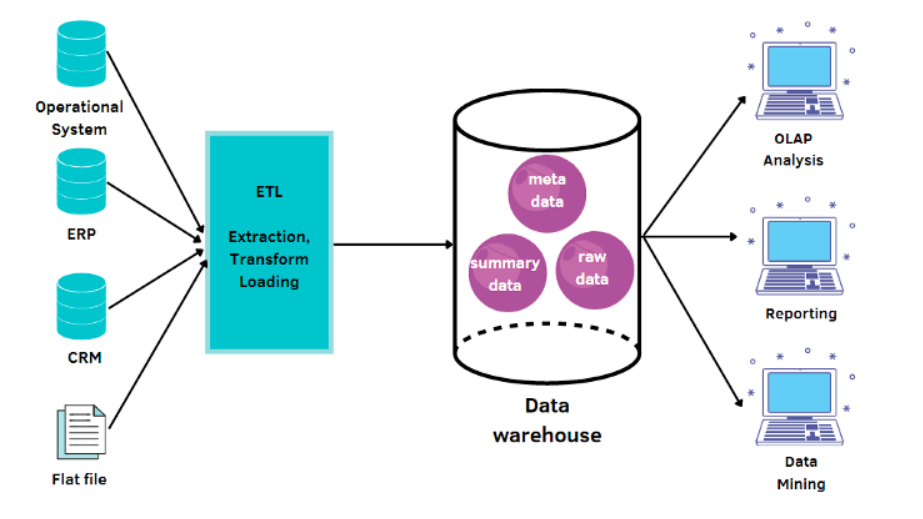 Operational
System
ERP
CRM
Flat file
ETL
Extraction,
Transform
Loading
meta
data
summary
data
raw
data
Data
warehouse
OLAP
Analysis
Reporting
Data
Mining